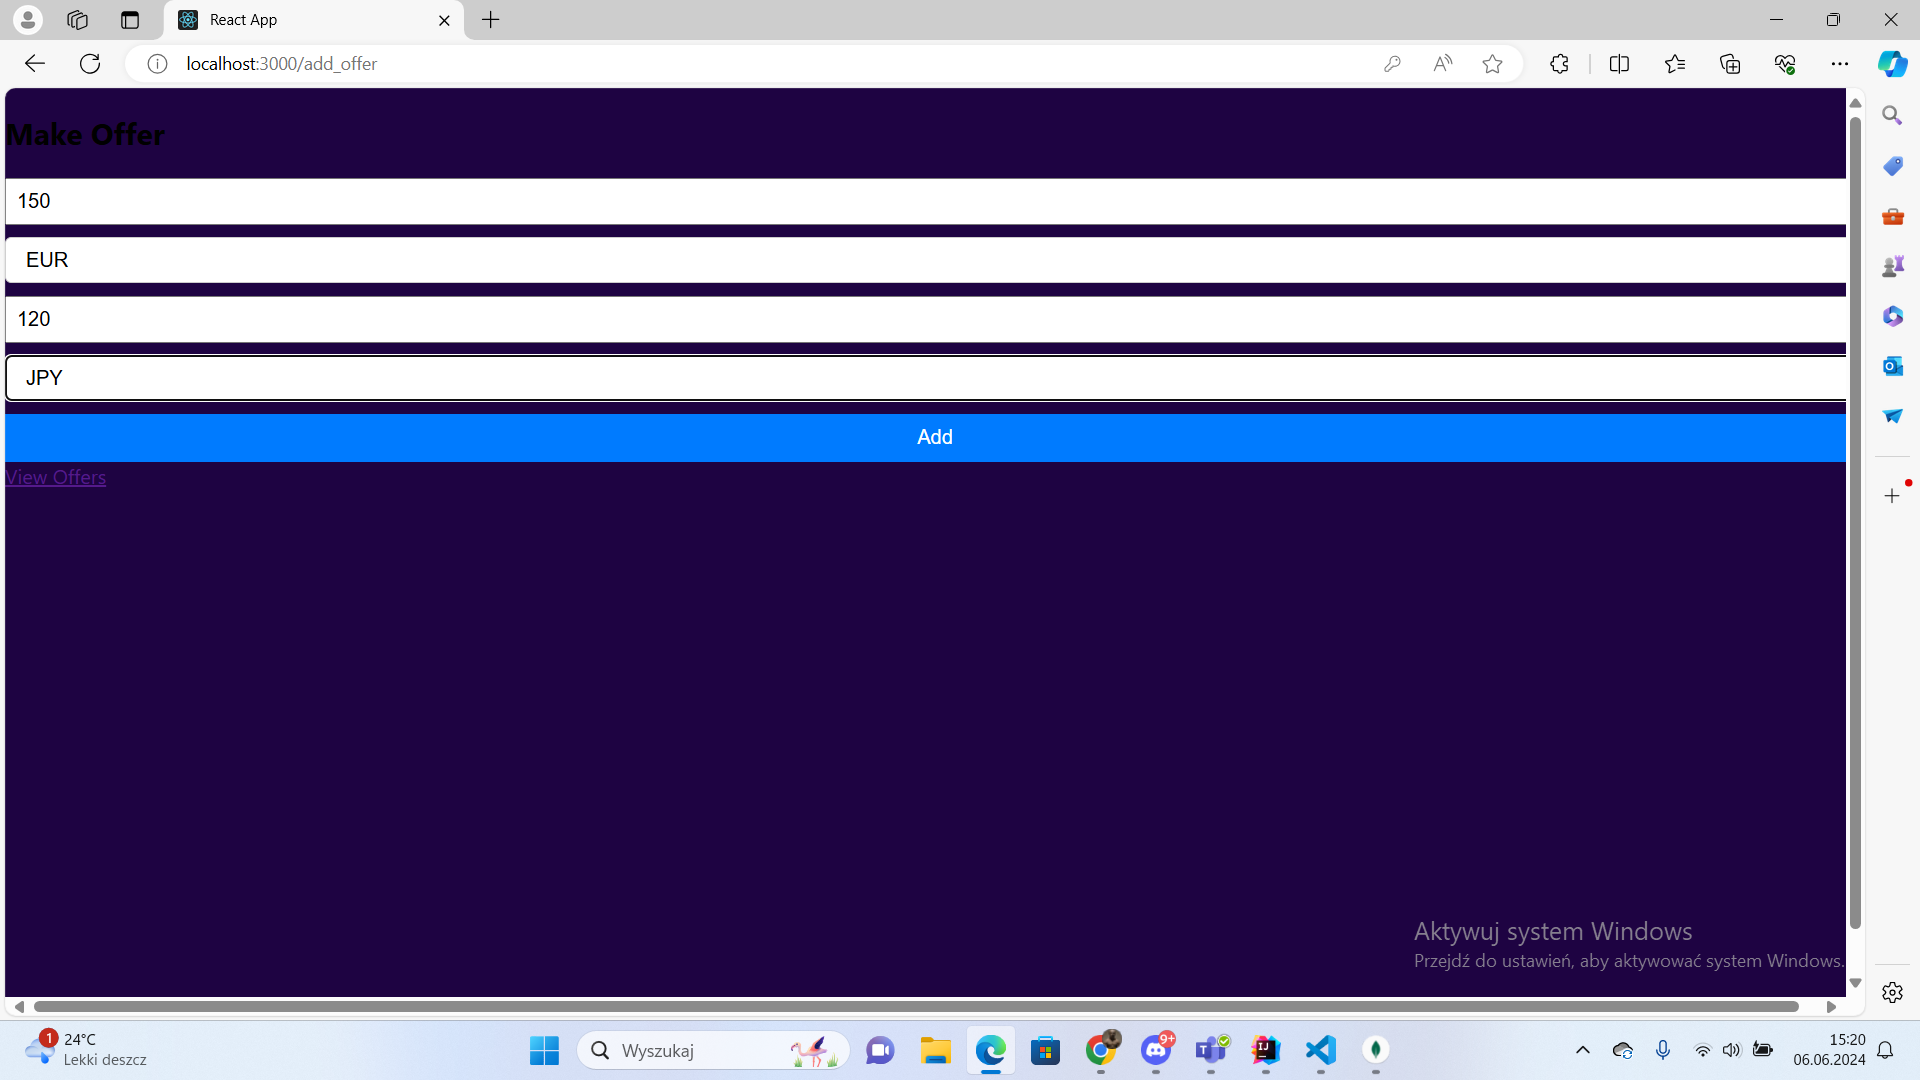 React App
localhost:3000/add_offer
Make Offer
150
EUR
120
JPY
Add
View Offers
Aktywuj system Windows
Przejdź do ustawień, aby aktywować system Windows.
1
24°C
Lekki deszcz
Wyszukaj
9+
15:20
06.06.2024